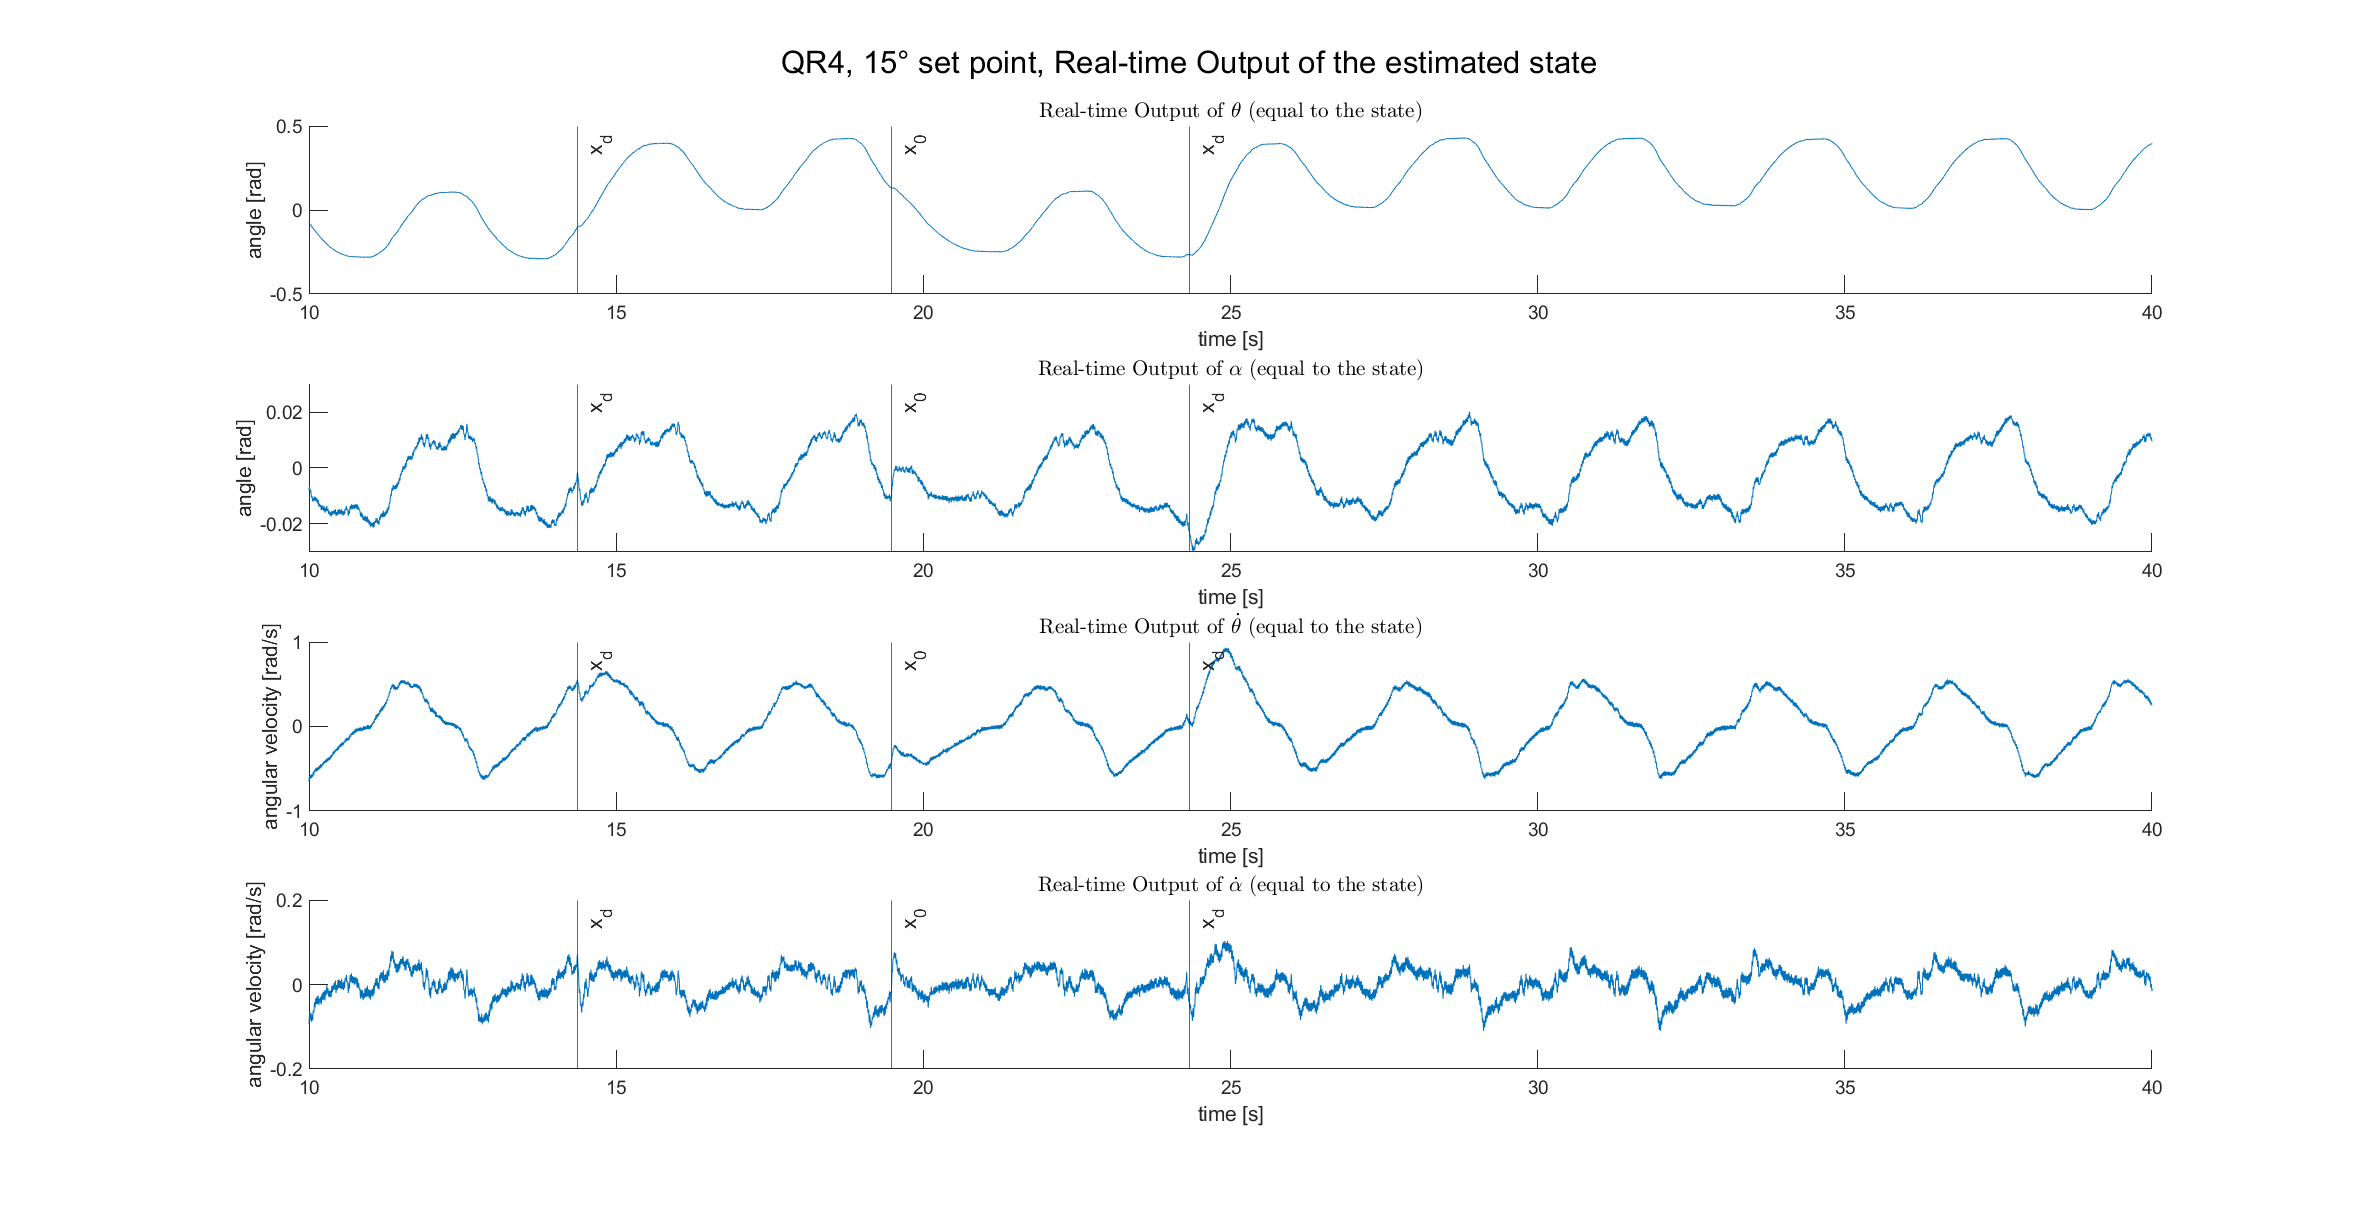 QR4, 15° set point, Real-time Output of the estimated state
Real-time Output of θ (equal to the state)
angle [rad]
0.5
0
-0.5
x_d
x_0
x_d
10 15 20 25 30 35 40
time [s]
Real-time Output of α (equal to the state)
angle [rad]
0.02
0
-0.02
x_d
x_0
x_d
10 15 20 25 30 35 40
time [s]
Real-time Output of θ̇ (equal to the state)
angular velocity [rad/s]
1
0
-1
x_d
x_0
x_d
10 15 20 25 30 35 40
time [s]
Real-time Output of α̇ (equal to the state)
angular velocity [rad/s]
0.2
0
-0.2
x_d
x_0
x_d
10 15 20 25 30 35 40
time [s]